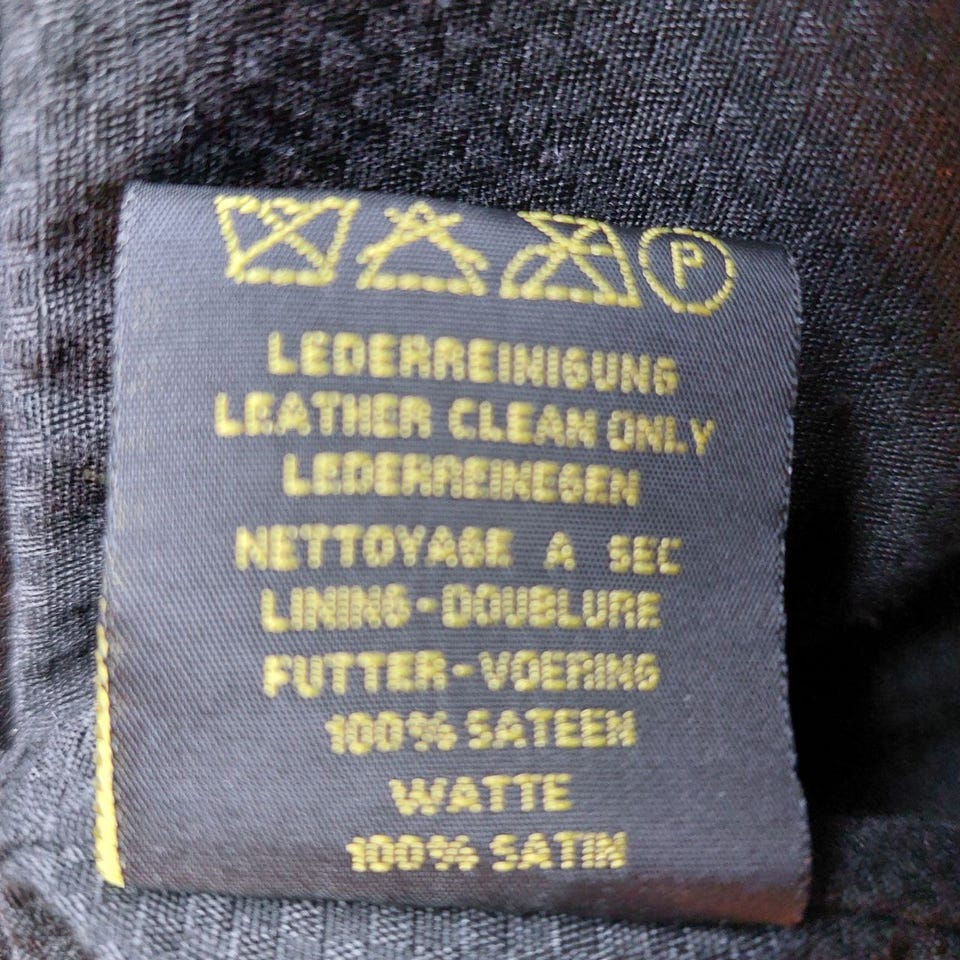 P
LEDERREINIGUNG
LEATHER CLEAN ONLY
LEDERREINEGEN
NETTOYAGE A SEC
LINING-DOUBLURE
FUTTER-VOERING
100% SATEEN
WATTE
100% SATIN